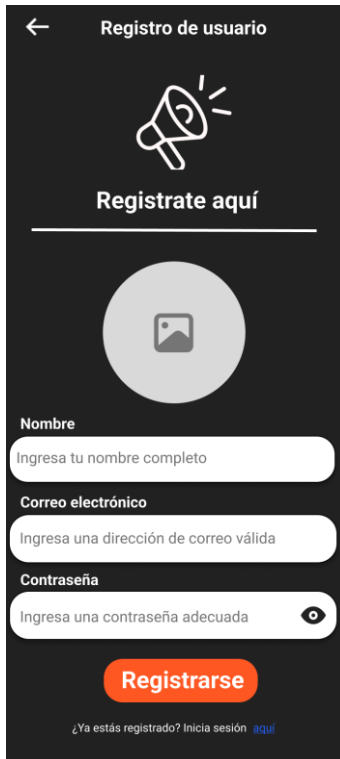 Registro de usuario
Registrate aquí
Nombre
Ingresa tu nombre completo
Correo electrónico
Ingresa una dirección de correo válida
Contraseña
Ingresa una contraseña adecuada
Registrarse
¿Ya estás registrado? Inicia sesión aquí